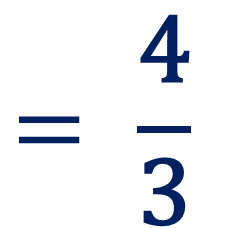 = 4/3